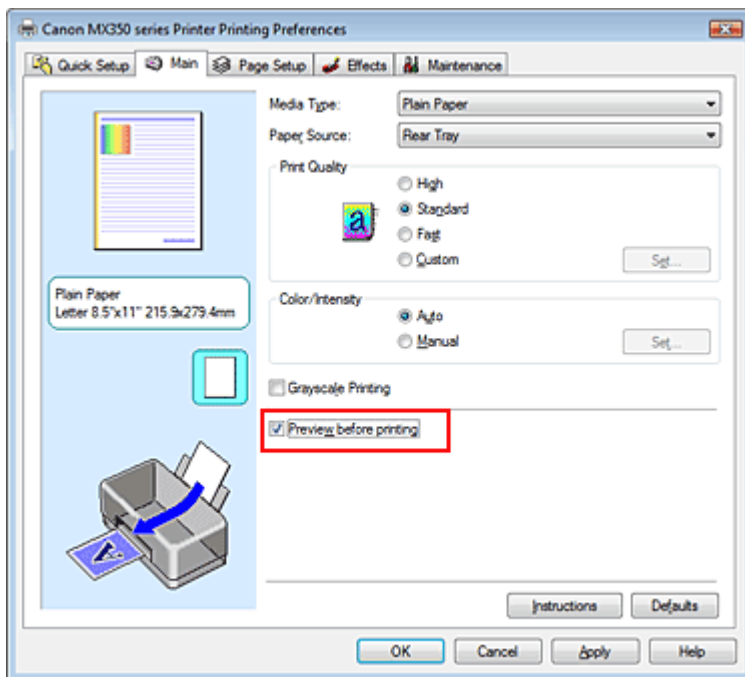 Canon MX350 series Printer Printing Preferences
Quick Setup
Main
Page Setup
Effects
Maintenance
Media Type: Plain Paper
Paper Source: Rear Tray
Print Quality
High
Standard
Fast
Custom
Set...
a
Plain Paper
Letter 8.5"x11" 215.9x279.4mm
Color/Intensity
Auto
Manual
Set...
Grayscale Printing
Preview before printing
A
Instructions
Defaults
OK
Cancel
Apply
Help